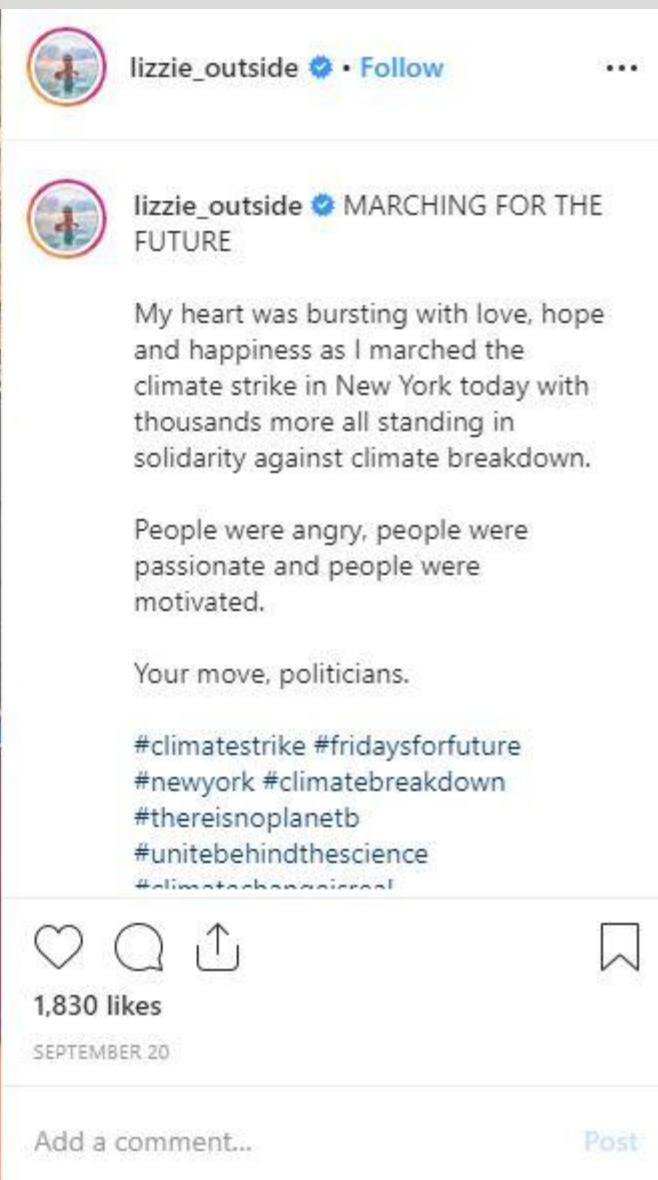 lizzie_outside • Follow
lizzie_outside MARCHING FOR THE
FUTURE
My heart was bursting with love, hope
and happiness as I marched the
climate strike in New York today with
thousands more all standing in
solidarity against climate breakdown.
People were angry, people were
passionate and people were
motivated.
Your move, politicians.
#climatestrike #fridaysforfuture
#newyork #climatebreakdown
#thereisnoplanetb
#unitebehindthescience
#climatechangeisreal
1,830 likes
SEPTEMBER 20
Add a comment... Post